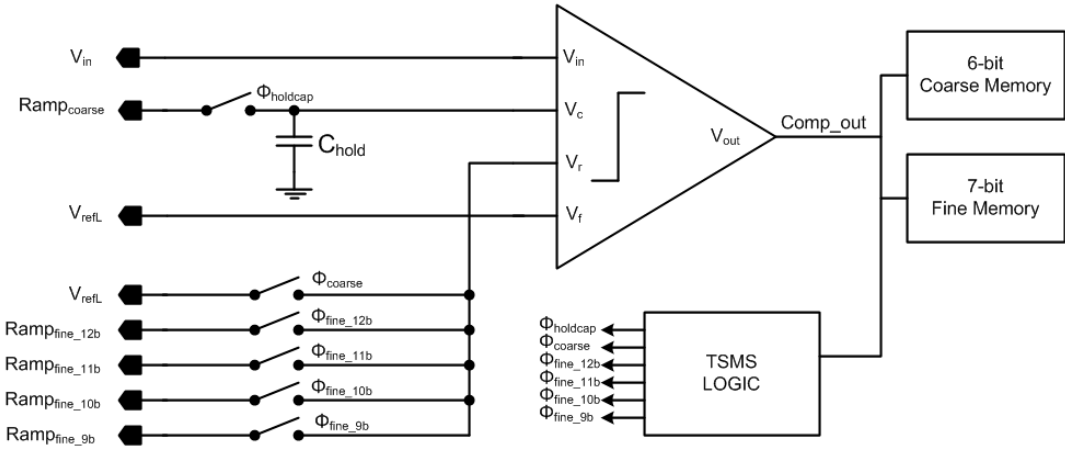 V_in
V_in
6-bit
Coarse Memory
Ramp_coarse
Φ_holdcap
V_c
C_hold
V_out
Comp_out
V_r
7-bit
Fine Memory
V_refL
V_f
V_refL
Φ_coarse
Ramp_fine_12b
Φ_fine_12b
Ramp_fine_11b
Φ_fine_11b
Ramp_fine_10b
Φ_fine_10b
Ramp_fine_9b
Φ_fine_9b
Φ_holdcap
Φ_coarse
Φ_fine_12b
Φ_fine_11b
Φ_fine_10b
Φ_fine_9b
TSMS
LOGIC